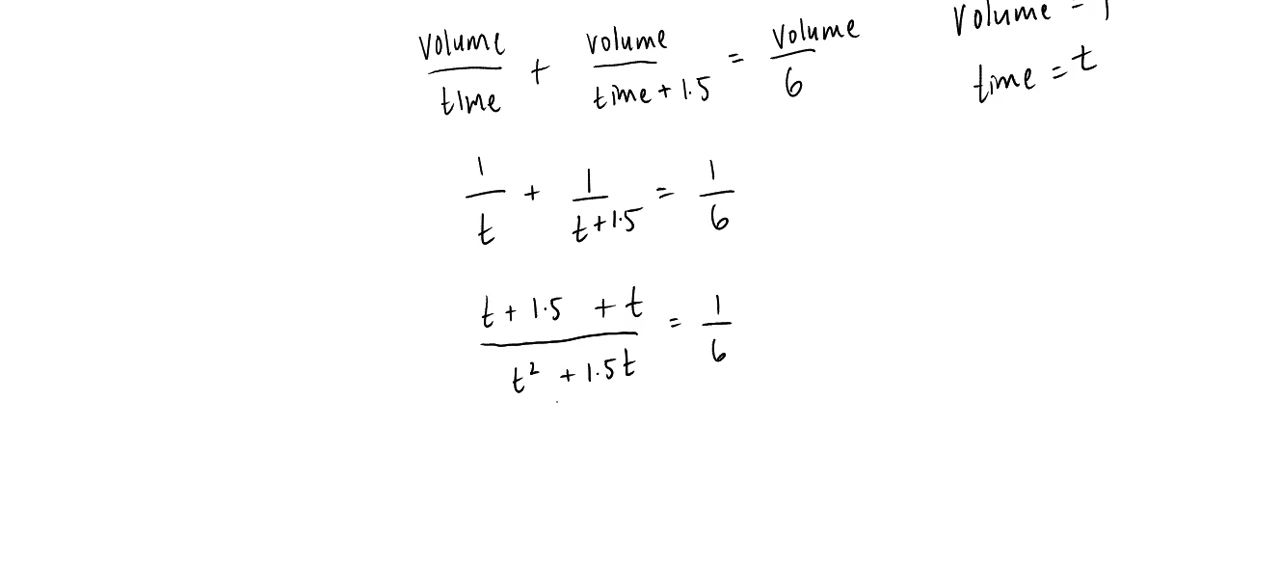 volume/time + volume/(time + 1.5) = volume/6
volume =
time = t
1/t + 1/(t + 1.5) = 1/6
(t + 1.5 + t)/(t² + 1.5t) = 1/6